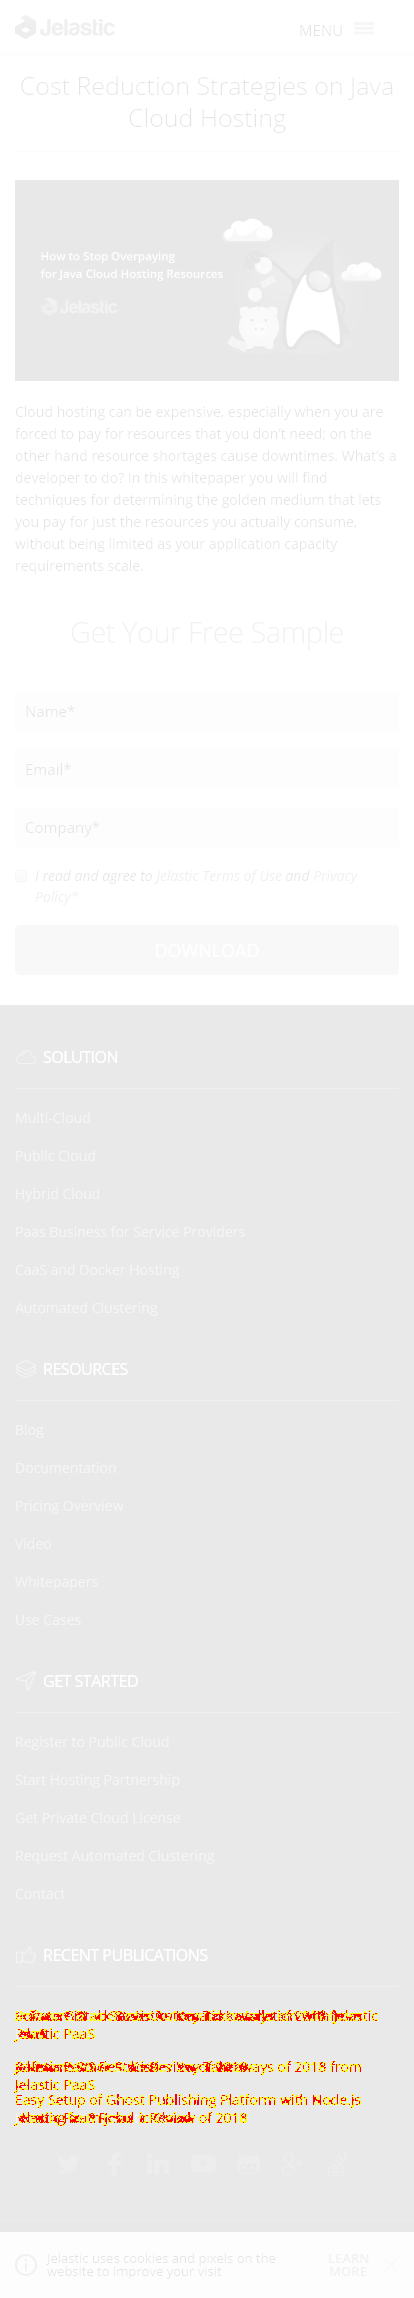 Jelastic
MENU
Cost Reduction Strategies on Java
Cloud Hosting
How to Stop Overpaying
for Java Cloud Hosting Resources
Jelastic
Cloud hosting can be expensive, especially when you are
forced to pay for resources that you don't need; on the
other hand resource shortages cause downtimes. What's a
developer to do? In this whitepaper you will find
techniques for determining the golden medium that lets
you pay for just the resources you actually consume,
without being limited as your application capacity
requirements scale.
Get Your Free Sample
Name*
Email*
Company*
I read and agree to Jelastic Terms of Use and Privacy
Policy*
DOWNLOAD
SOLUTION
Multi-Cloud
Public Cloud
Hybrid Cloud
Paas Business for Service Providers
CaaS and Docker Hosting
Automated Clustering
RESOURCES
Blog
Documentation
Pricing Overview
Video
Whitepapers
Use Cases
GET STARTED
Register to Public Cloud
Start Hosting Partnership
Get Private Cloud License
Request Automated Clustering
Contact
RECENT PUBLICATIONS
Jelastic
PaaS
of 2018 from
Jelastic PaaS
Easy Setup of Ghost Publishing Platform with Node.js
of 2018
Jelastic uses cookies and pixels on the
website to improve your visit
LEARN
MORE